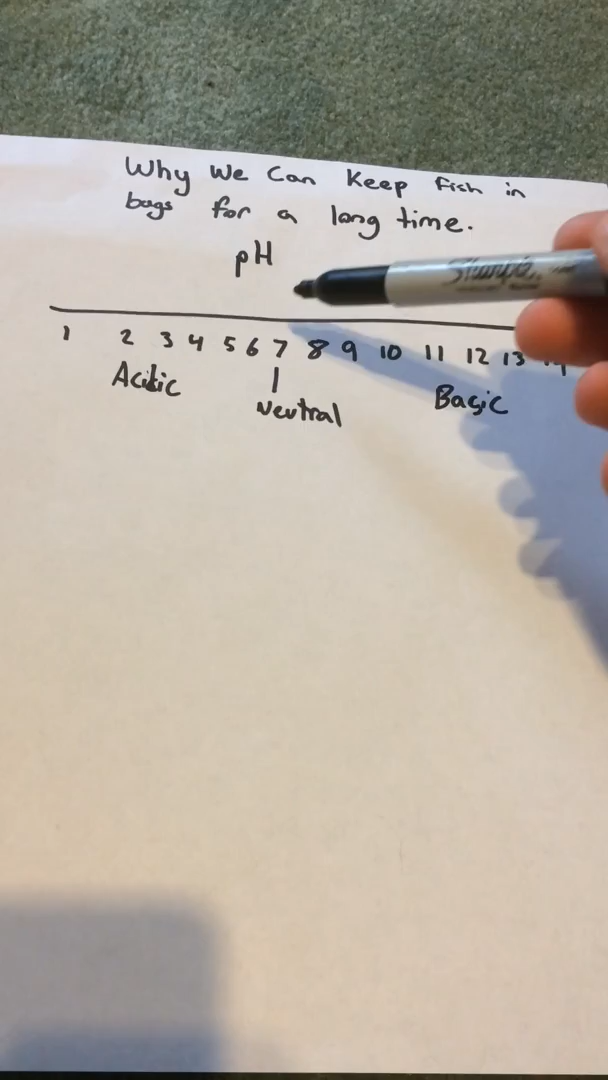 Why We Can Keep fish in
bags for a long time.
pH
Sharpie
1 2 3 4 5 6 7 8 9 10 11 12 13
Acidic Basic
Neutral